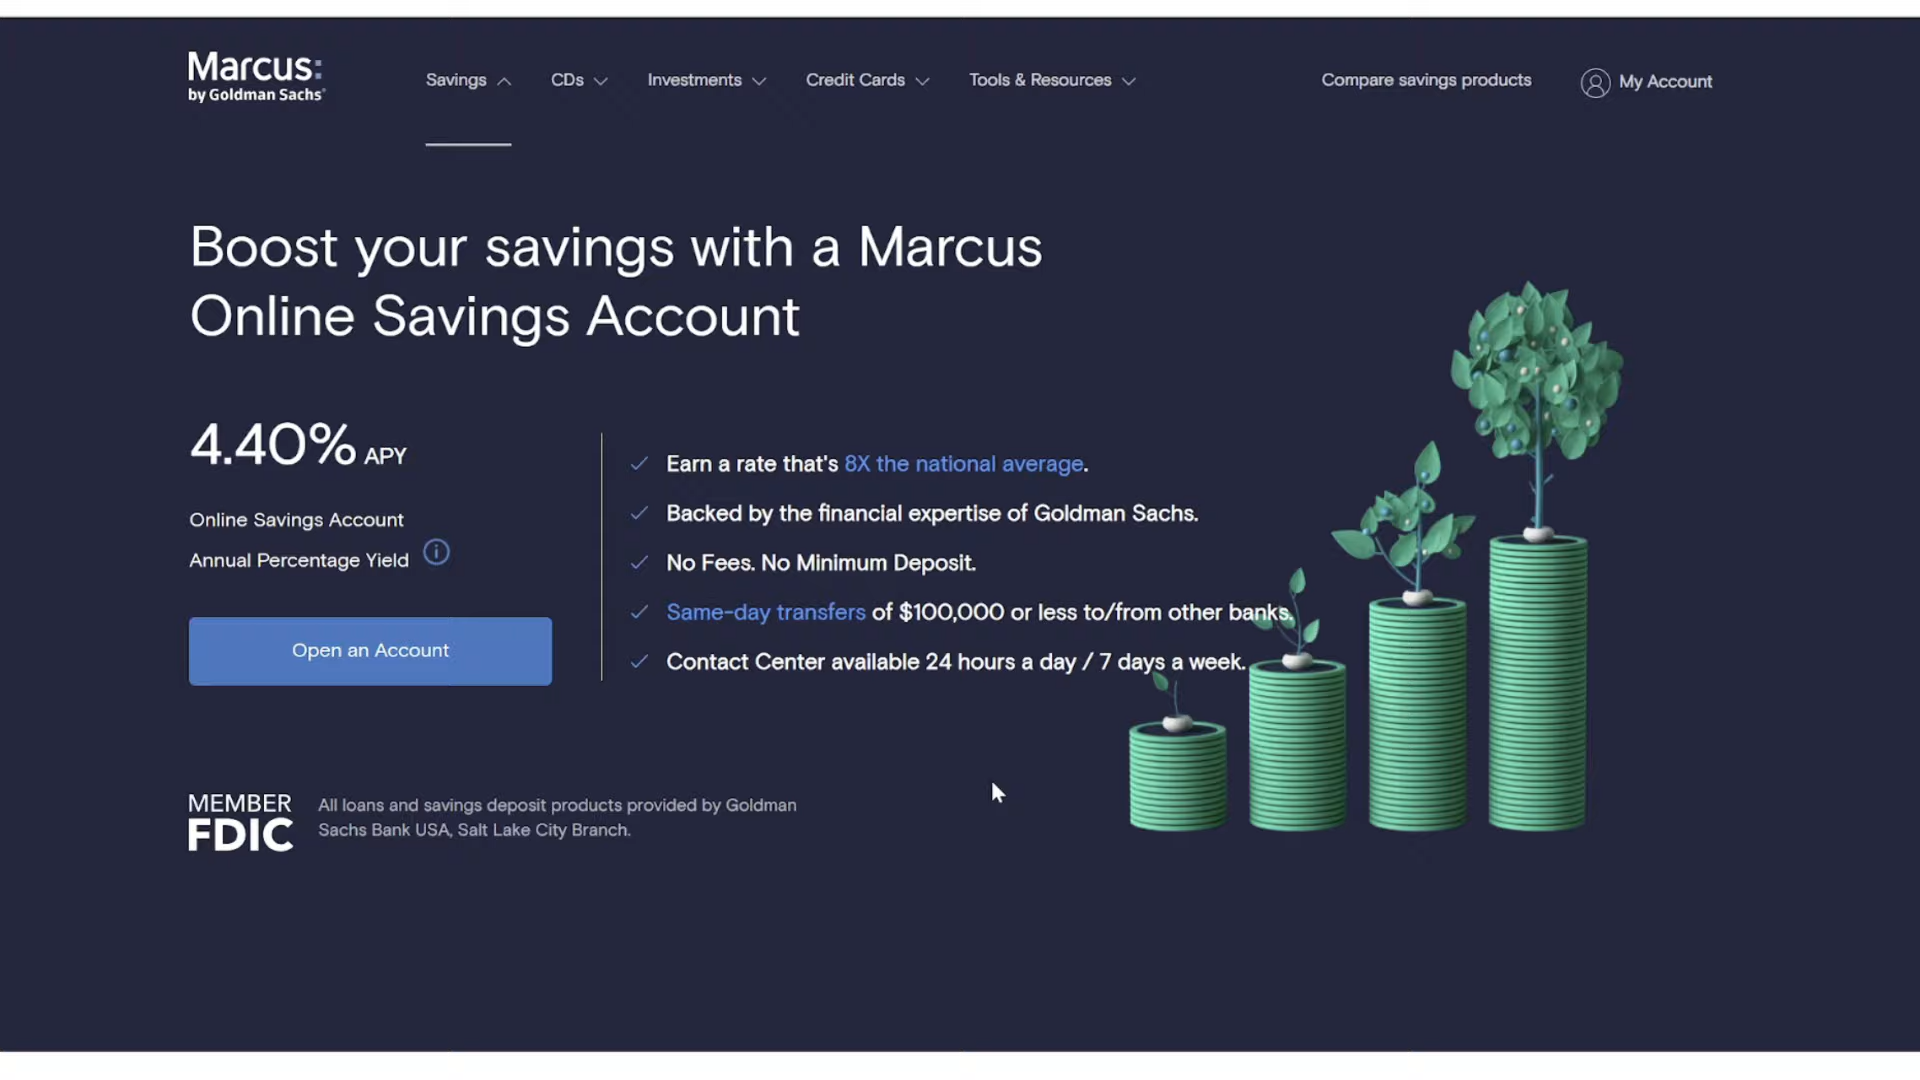 Marcus:
by Goldman Sachs®
Savings
CDs
Investments
Credit Cards
Tools & Resources
Compare savings products
My Account
Boost your savings with a Marcus
Online Savings Account
4.40% APY
Online Savings Account
Annual Percentage Yield
Open an Account
Earn a rate that's 8X the national average.
Backed by the financial expertise of Goldman Sachs.
No Fees. No Minimum Deposit.
Same-day transfers of $100,000 or less to/from other banks.
Contact Center available 24 hours a day / 7 days a week.
MEMBER
FDIC
All loans and savings deposit products provided by Goldman
Sachs Bank USA, Salt Lake City Branch.